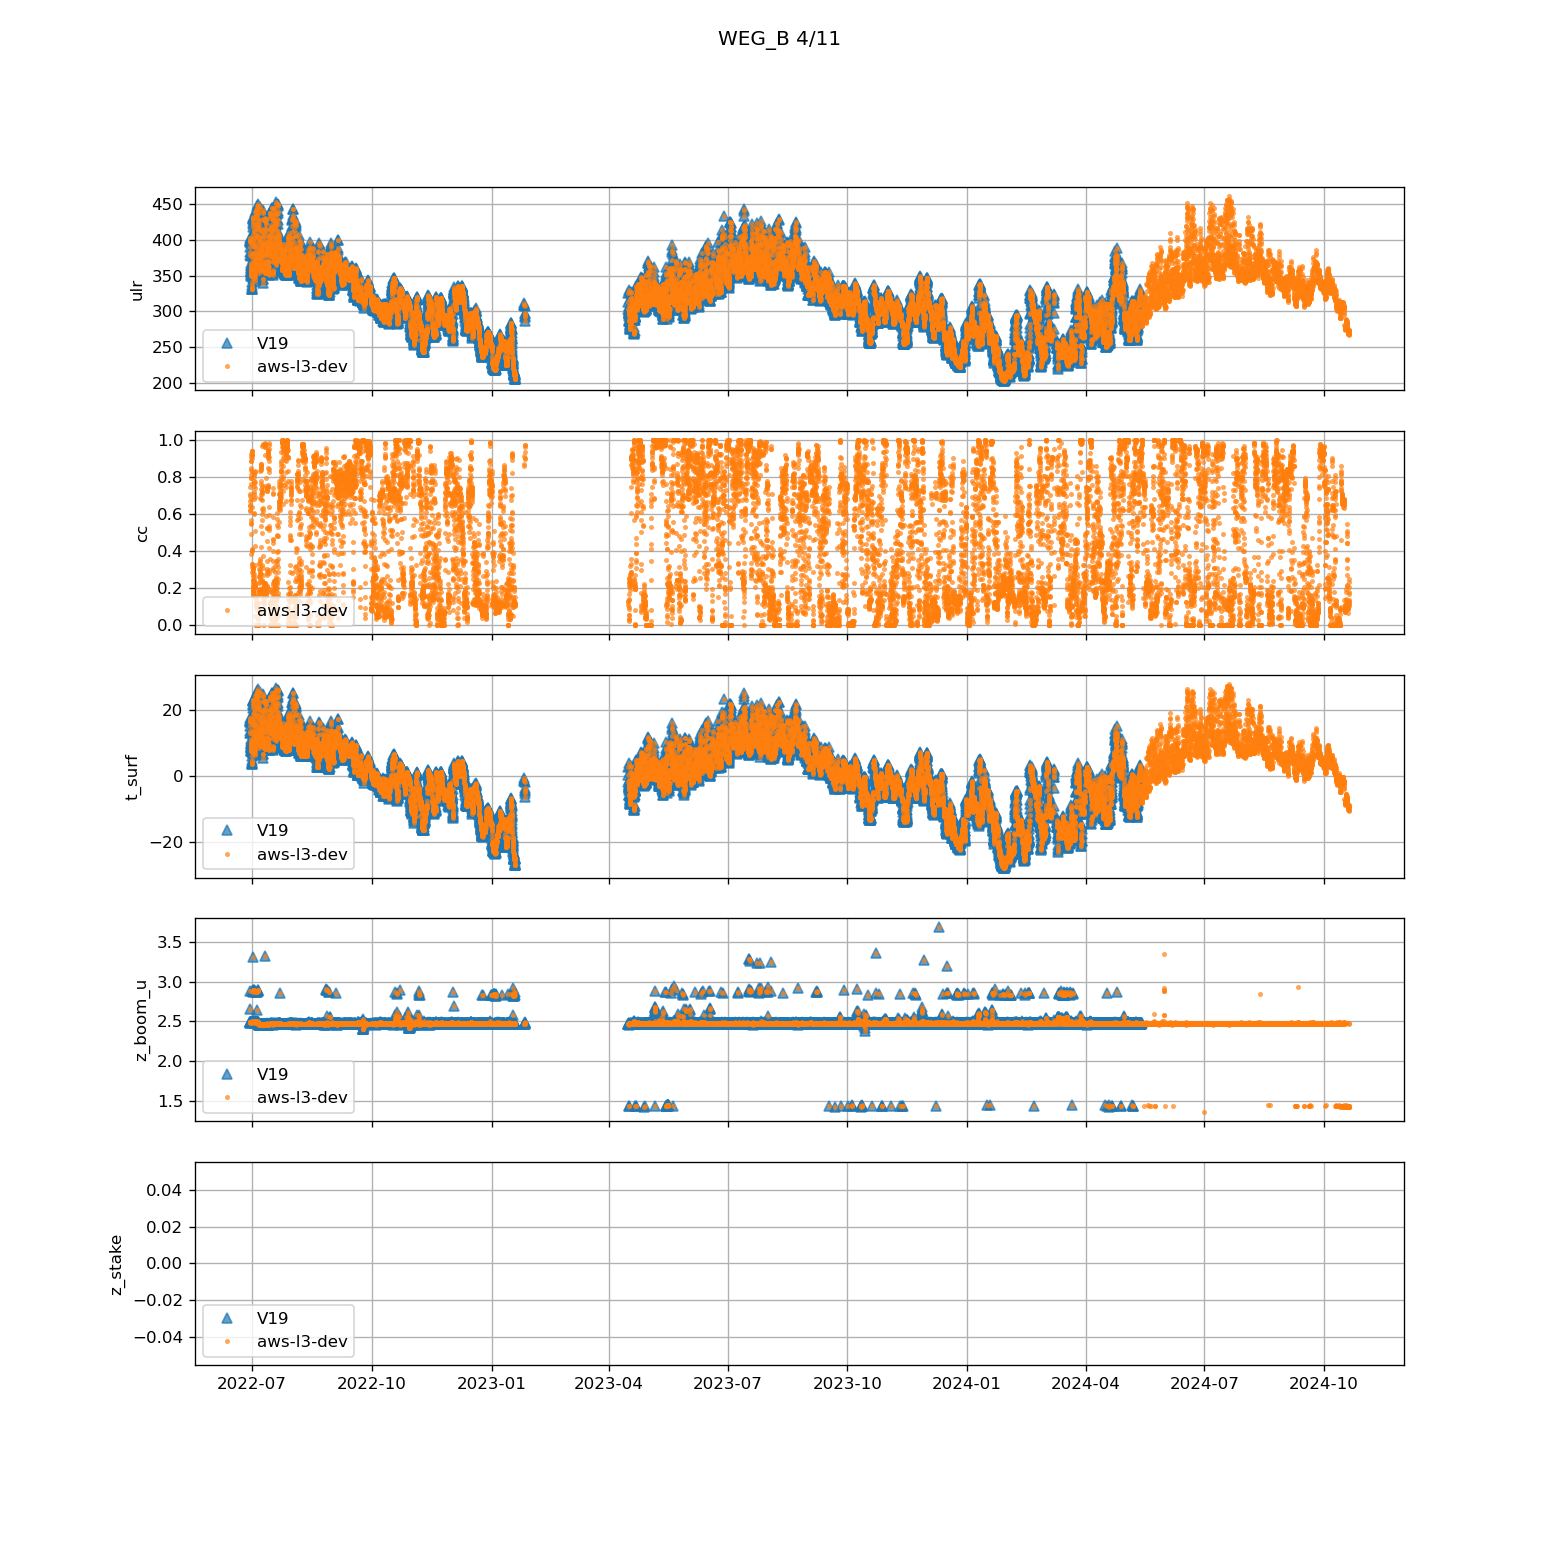 WEG_B 4/11
450
400
350
300
250
200
ulr
V19
aws-l3-dev
1.0
0.8
0.6
0.4
0.2
0.0
cc
aws-l3-dev
20
0
−20
t_surf
V19
aws-l3-dev
3.5
3.0
2.5
2.0
1.5
z_boom_u
V19
aws-l3-dev
0.04
0.02
0.00
−0.02
−0.04
z_stake
V19
aws-l3-dev
2022-07 2022-10 2023-01 2023-04 2023-07 2023-10 2024-01 2024-04 2024-07 2024-10